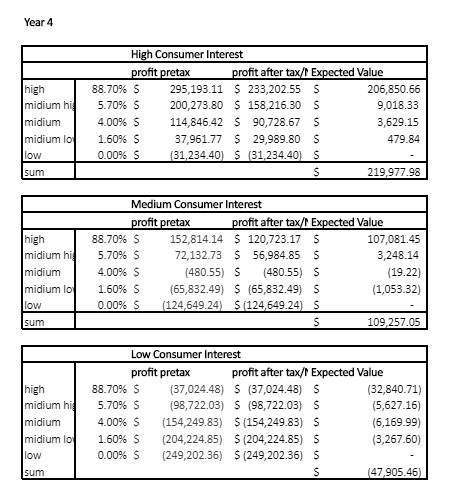 Year 4
High Consumer Interest
profit pretax profit after tax/l Expected Value
high 88.70% $ 295,193.11 $ 233,202.55 $ 206,850.66
midium hig 5.70% $ 200,273.80 $ 158,216.30 $ 9,018.33
midium 4.00% $ 114,846.42 $ 90,728.67 $ 3,629.15
midium lo 1.60% $ 37,961.77 $ 29,989.80 $ 479.84
low 0.00% $ (31,234.40) $ (31,234.40) $ -
sum $ 219,977.98
Medium Consumer Interest
profit pretax profit after tax/l Expected Value
high 88.70% $ 152,814.14 $ 120,723.17 $ 107,081.45
midium hig 5.70% $ 72,132.73 $ 56,984.85 $ 3,248.14
midium 4.00% $ (480.55) $ (480.55) $ (19.22)
midium lo 1.60% $ (65,832.49) $ (65,832.49) $ (1,053.32)
low 0.00% $ (124,649.24) $ (124,649.24) $ -
sum $ 109,257.05
Low Consumer Interest
profit pretax profit after tax/l Expected Value
high 88.70% $ (37,024.48) $ (37,024.48) $ (32,840.71)
midium hig 5.70% $ (98,722.03) $ (98,722.03) $ (5,627.16)
midium 4.00% $ (154,249.83) $ (154,249.83) $ (6,169.99)
midium lo 1.60% $ (204,224.85) $ (204,224.85) $ (3,267.60)
low 0.00% $ (249,202.36) $ (249,202.36) $ -
sum $ (47,905.46)